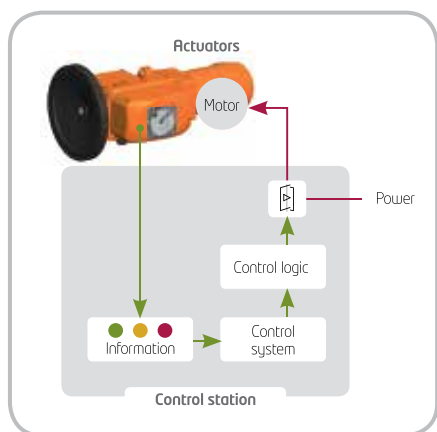 Actuators
Motor
Power
Control logic
Information
Control
system
Control station